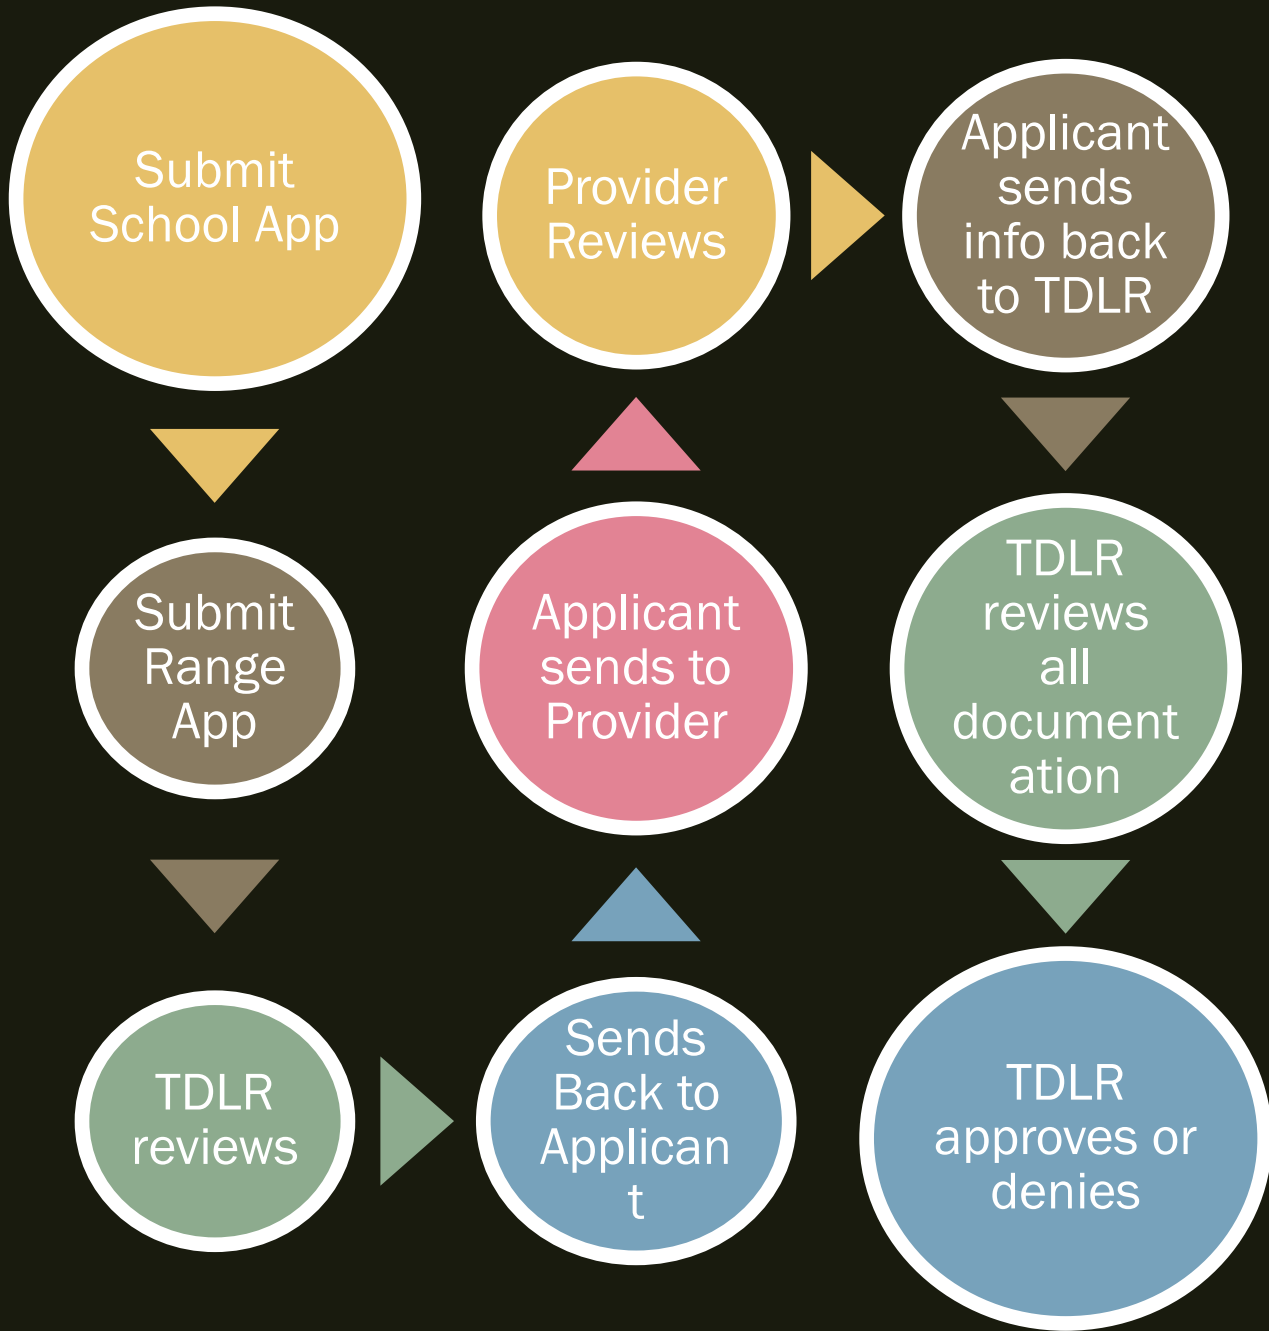 Submit
School App
Submit
Range
App
TDLR
reviews
Sends
Back to
Applican
t
Applicant
sends to
Provider
Provider
Reviews
Applicant
sends
info back
to TDLR
TDLR
reviews
all
document
ation
TDLR
approves or
denies